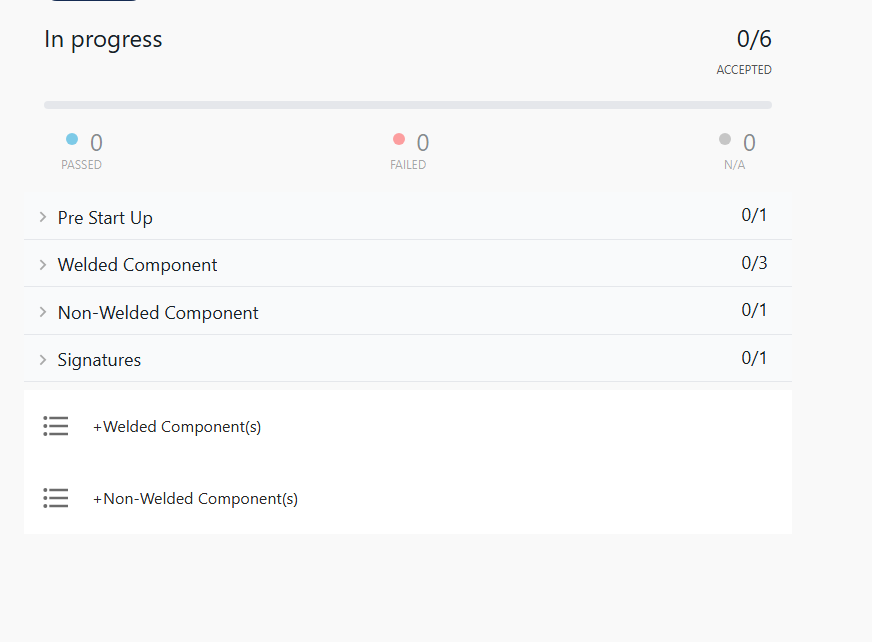 In progress 0/6
ACCEPTED
0 0 0
PASSED FAILED N/A
Pre Start Up 0/1
Welded Component 0/3
Non-Welded Component 0/1
Signatures 0/1
+Welded Component(s)
+Non-Welded Component(s)